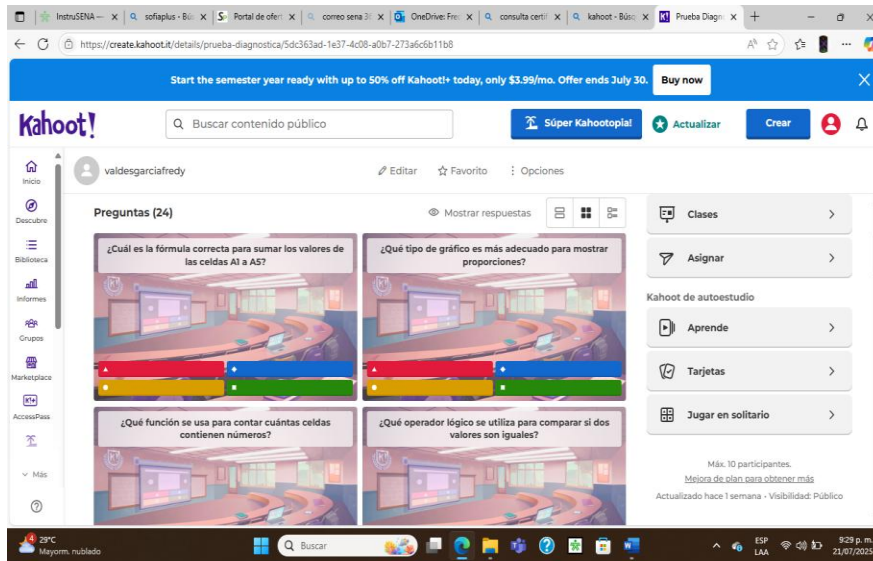 InstruSENA —
sofiaplus - Bús
Portal de ofert
correo sena 3
OneDrive: Fre
consulta certif
kahoot - Búsq
Prueba Diagn
https://create.kahoot.it/details/prueba-diagnostica/5dc363ad-1e37-4c08-a0b7-273a6c6b11b8
Start the semester year ready with up to 50% off Kahoot!+ today, only $3.99/mo. Offer ends July 30.
Buy now
Kahoot!
Buscar contenido público
Súper Kahootopia!
Actualizar
Crear
Inicio
Descubre
Biblioteca
Informes
Grupos
Marketplace
K!+
AccessPass
Más
valdesgarciafredy
Editar
Favorito
Opciones
Preguntas (24)
Mostrar respuestas
¿Cuál es la fórmula correcta para sumar los valores de
las celdas A1 a A5?
¿Qué tipo de gráfico es más adecuado para mostrar
proporciones?
¿Qué función se usa para contar cuántas celdas
contienen números?
¿Qué operador lógico se utiliza para comparar si dos
valores son iguales?
Clases
Asignar
Kahoot de autoestudio
Aprende
Tarjetas
Jugar en solitario
Máx. 10 participantes.
Mejora de plan para obtener más
Actualizado hace 1 semana • Visibilidad: Público
29°C
Mayorm. nublado
Buscar
ESP
LAA
9:29 p. m.
21/07/2025